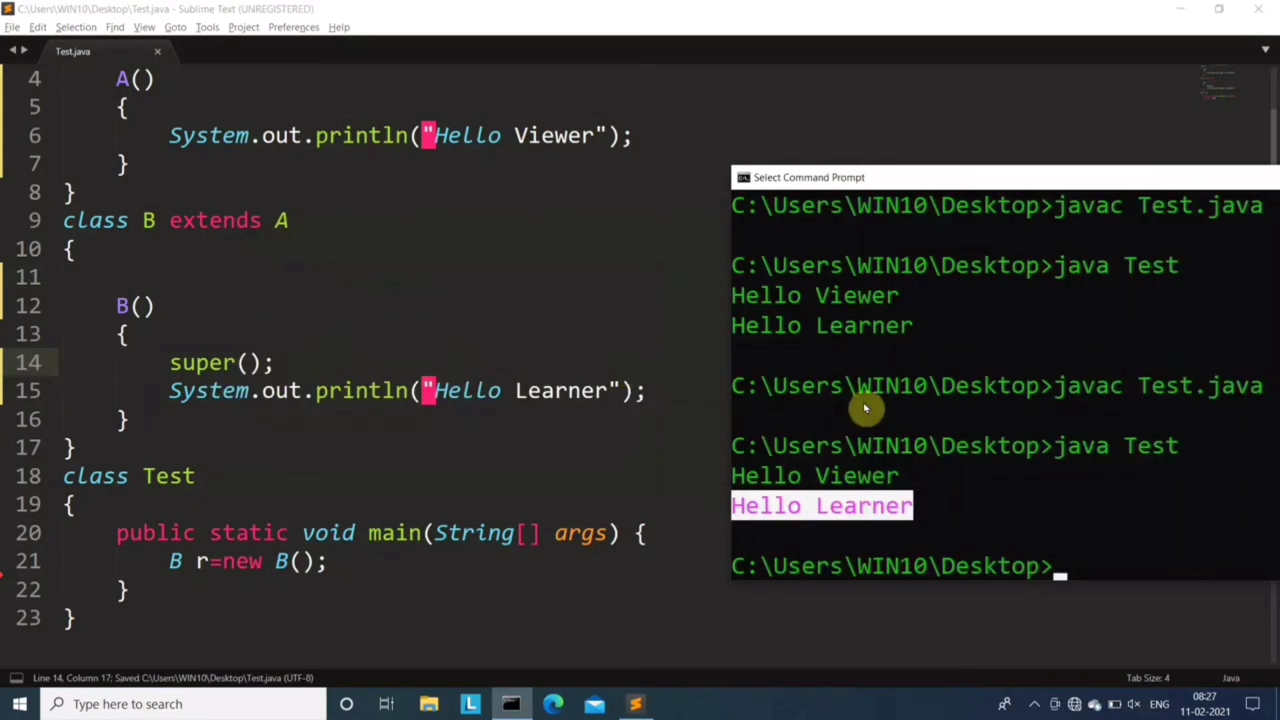 C:\Users\WIN10\Desktop\Test.java - Sublime Text (UNREGISTERED)
File Edit Selection Find View Goto Tools Project Preferences Help
Test.java
4 A()
5 {
6 System.out.println("Hello Viewer");
7 }
8 }
9 class B extends A
10 {
11
12 B()
13 {
14 super();
15 System.out.println("Hello Learner");
16 }
17 }
18 class Test
19 {
20 public static void main(String[] args) {
21 B r=new B();
22 }
23 }
Select Command Prompt
C:\Users\WIN10\Desktop>javac Test.java
C:\Users\WIN10\Desktop>java Test
Hello Viewer
Hello Learner
C:\Users\WIN10\Desktop>javac Test.java
C:\Users\WIN10\Desktop>java Test
Hello Viewer
Hello Learner
C:\Users\WIN10\Desktop>
Line 14, Column 17; Saved C:\Users\WIN10\Desktop\Test.java (UTF-8)
Tab Size: 4
Java
Type here to search
L
ENG
08:27
11-02-2021